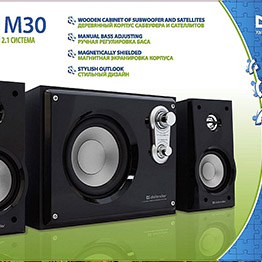 M30
2.1 СИСТЕМА
WOODEN CABINET OF SUBWOOFER AND SATELLITES
ДЕРЕВЯННЫЙ КОРПУС САБВУФЕРА И САТЕЛЛИТОВ
MANUAL BASS ADJUSTING
РУЧНАЯ РЕГУЛИРОВКА БАСА
MAGNETICALLY SHIELDED
МАГНИТНАЯ ЭКРАНИРОВКА КОРПУСА
STYLISH OUTLOOK
СТИЛЬНЫЙ ДИЗАЙН
defender